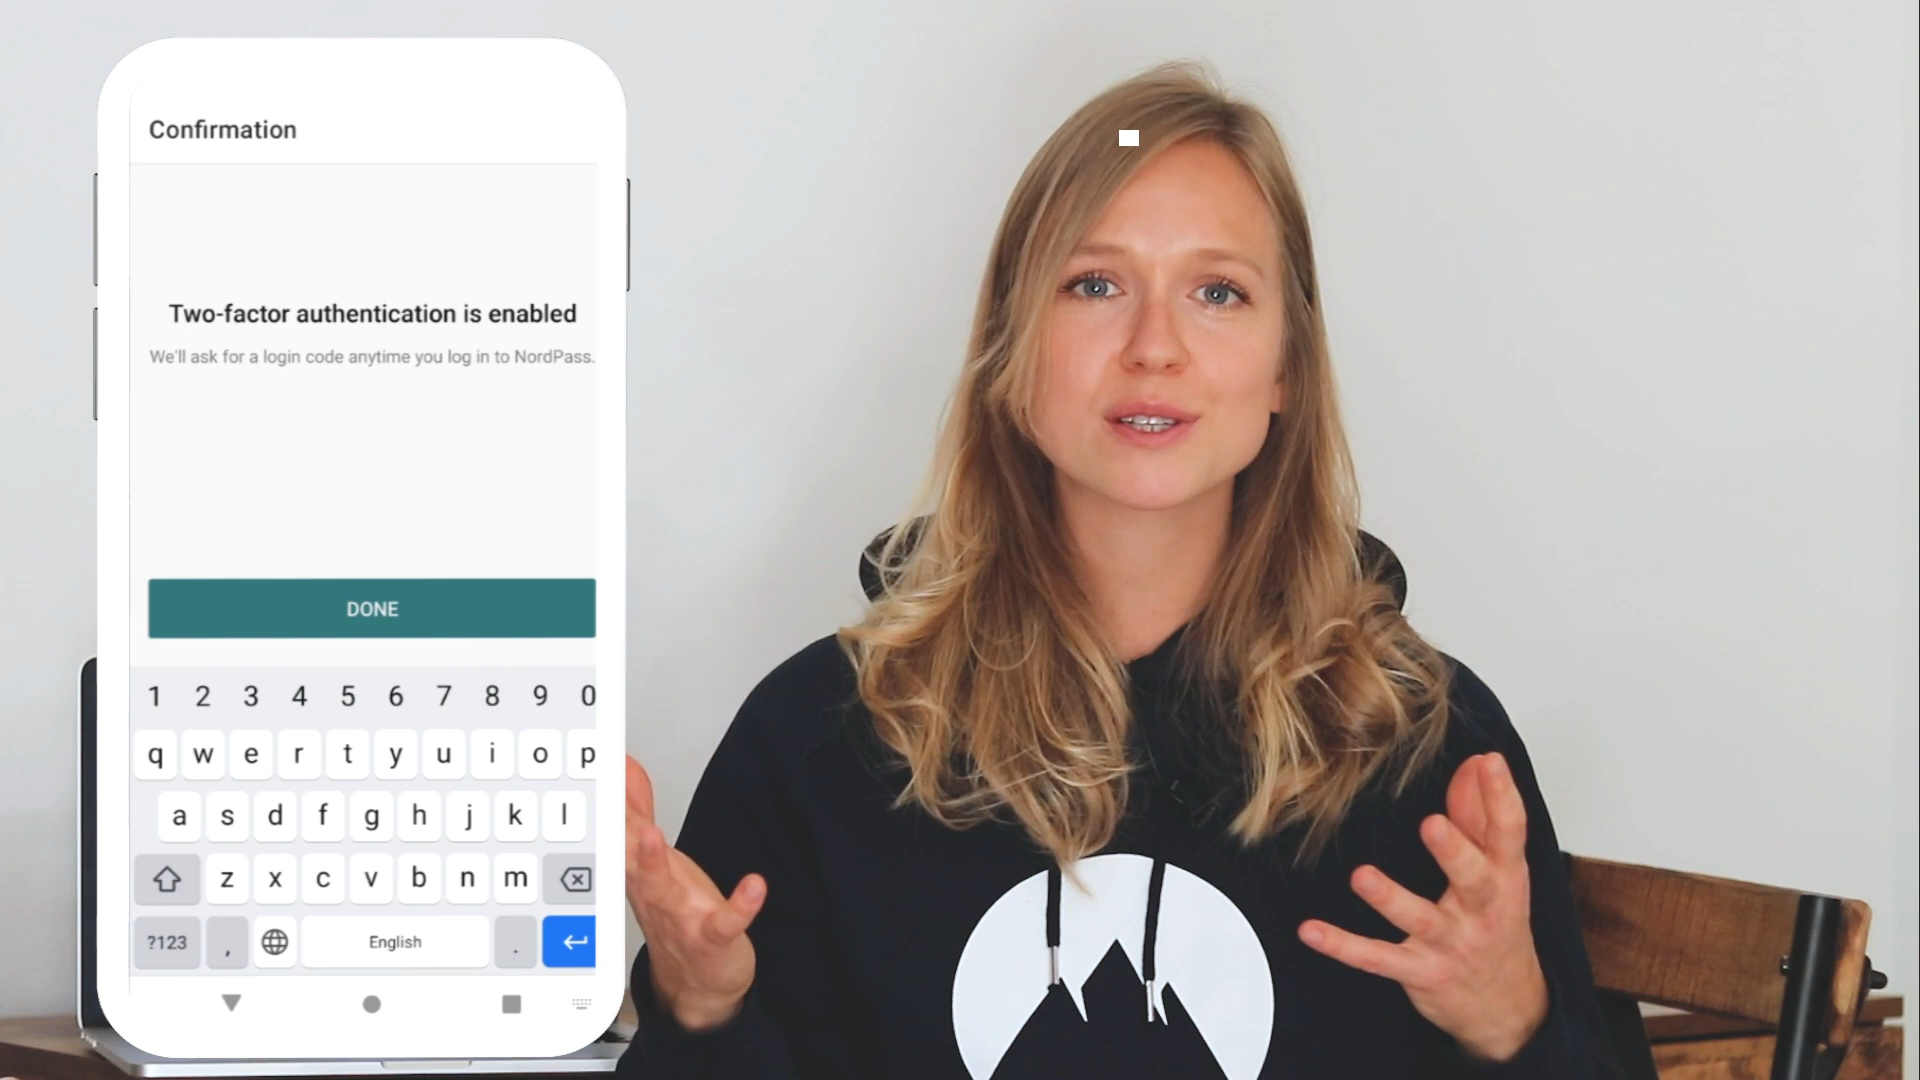 Confirmation
Two-factor authentication is enabled
We'll ask for a login code anytime you log in to NordPass.
DONE
1 2 3 4 5 6 7 8 9 0
q w e r t y u i o p
a s d f g h j k l
z x c v b n m
?123 , English .